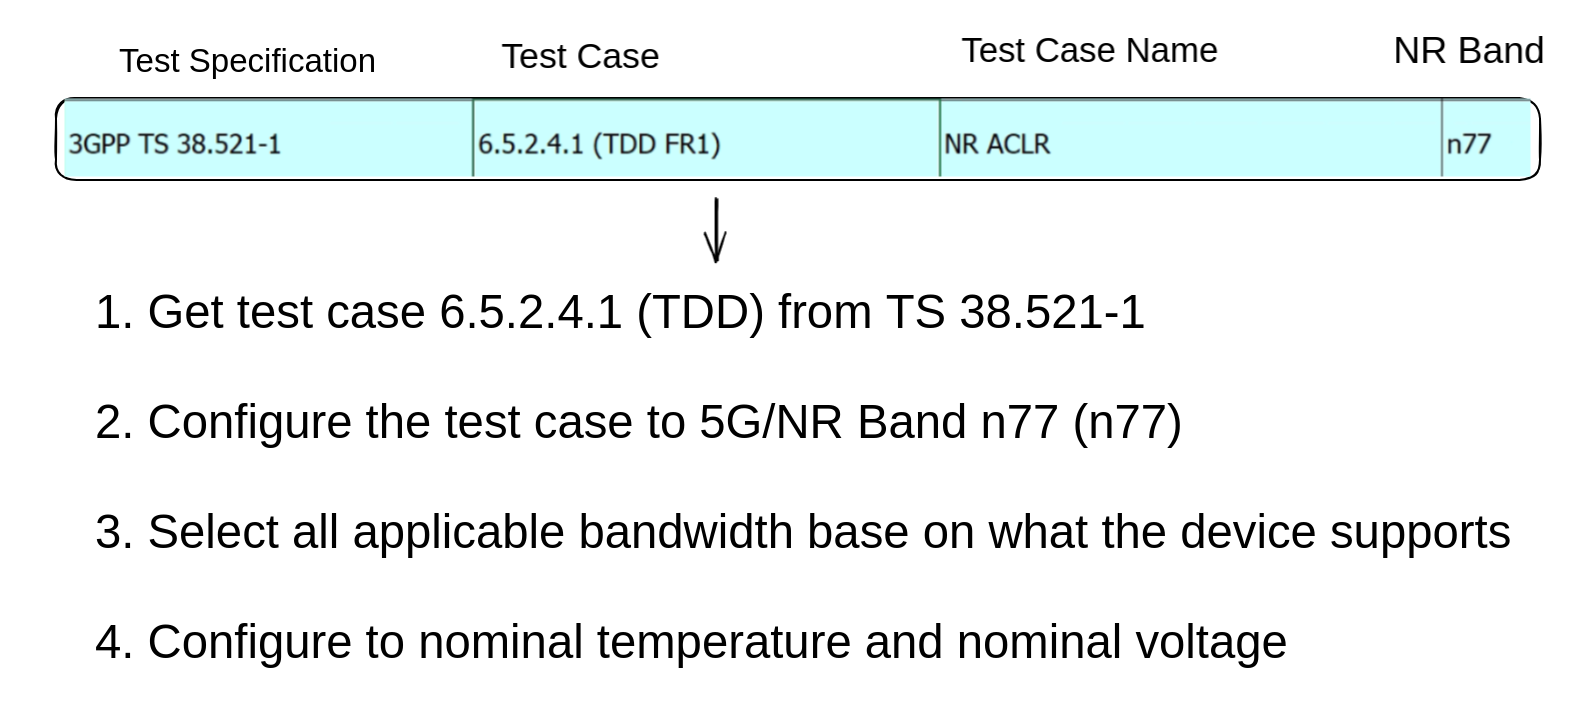 Test Specification Test Case Test Case Name NR Band
3GPP TS 38.521-1 6.5.2.4.1 (TDD FR1) NR ACLR n77
1. Get test case 6.5.2.4.1 (TDD) from TS 38.521-1
2. Configure the test case to 5G/NR Band n77 (n77)
3. Select all applicable bandwidth base on what the device supports
4. Configure to nominal temperature and nominal voltage